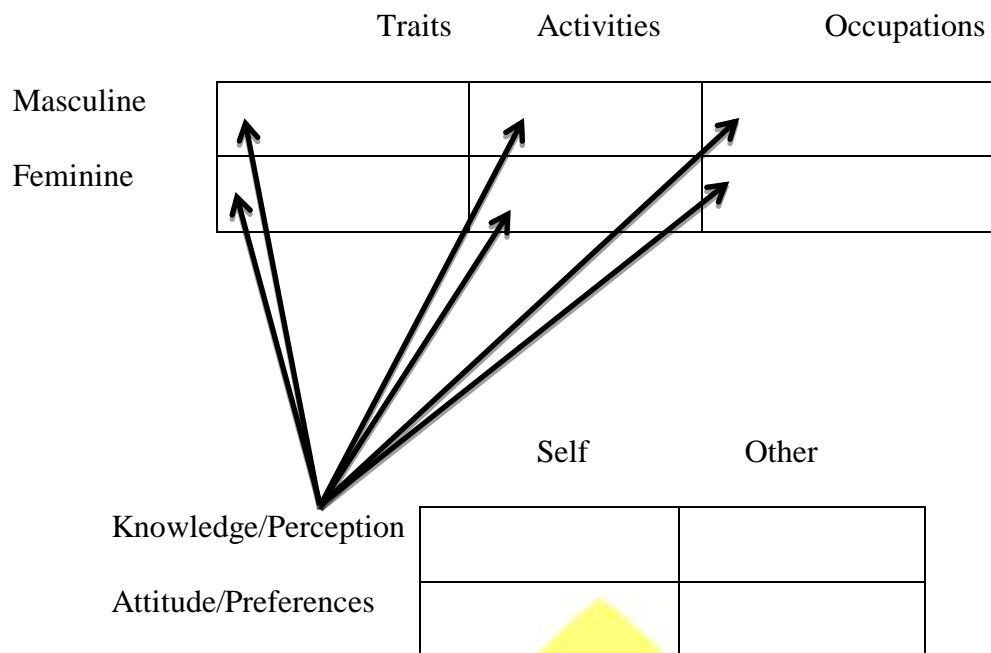 Traits Activities Occupations
Masculine
Feminine
Self Other
Knowledge/Perception
Attitude/Preferences